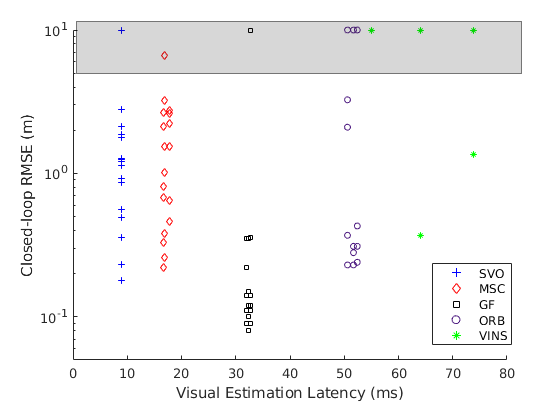 10^1
10^0
10^-1
Closed-loop RMSE (m)
SVO
MSC
GF
ORB
VINS
0 10 20 30 40 50 60 70 80
Visual Estimation Latency (ms)